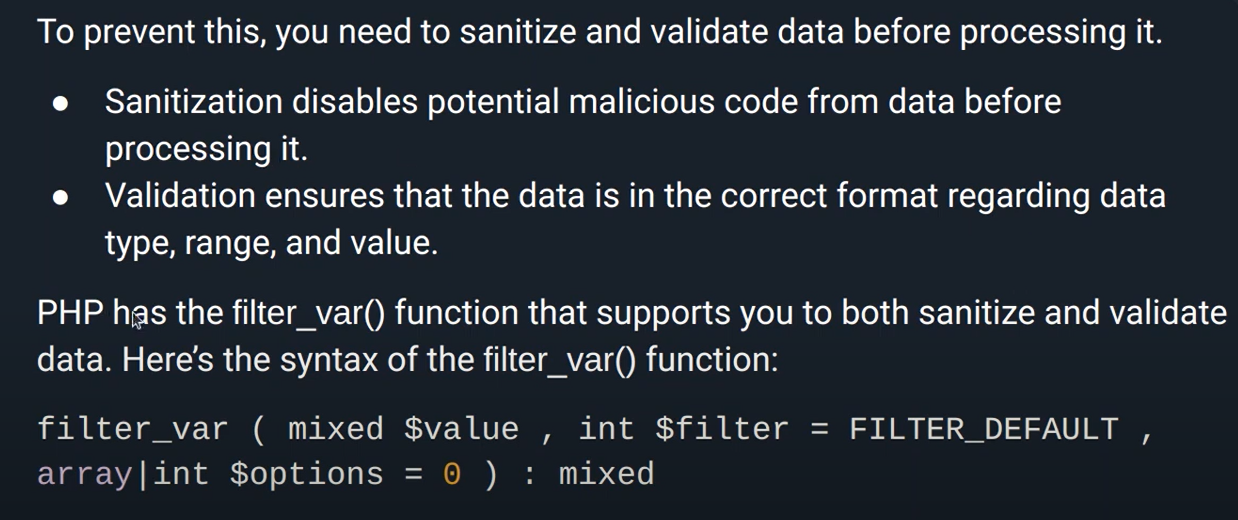 To prevent this, you need to sanitize and validate data before processing it.
● Sanitization disables potential malicious code from data before
processing it.
● Validation ensures that the data is in the correct format regarding data
type, range, and value.
PHP has the filter_var() function that supports you to both sanitize and validate
data. Here’s the syntax of the filter_var() function:
filter_var ( mixed $value , int $filter = FILTER_DEFAULT ,
array|int $options = 0 ) : mixed